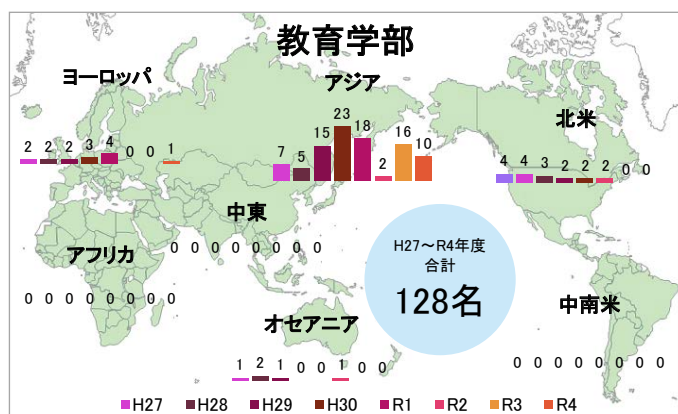 教育学部
ヨーロッパ
2 2 2 3 4 0 0 1
アジア
7 5 15 23 18 2 16 10
北米
4 4 3 2 2 2 0 0
中東
0 0 0 0 0 0 0 0
アフリカ
0 0 0 0 0 0 0 0
H27～R4年度
合計
128名
オセアニア
1 2 1 0 0 1 0 0
中南米
0 0 0 0 0 0 0 0
H27 H28 H29 H30 R1 R2 R3 R4